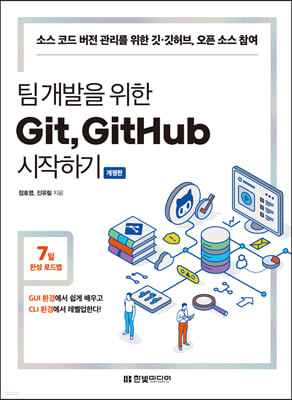 소스 코드 버전 관리를 위한 깃·깃허브, 오픈 소스 참여
팀 개발을 위한
Git, GitHub
시작하기 개정판
정호영, 진유림 지음
7일
완성 로드맵
GUI 환경에서 쉽게 배우고
CLI 환경에서 레벨업한다!
한빛미디어